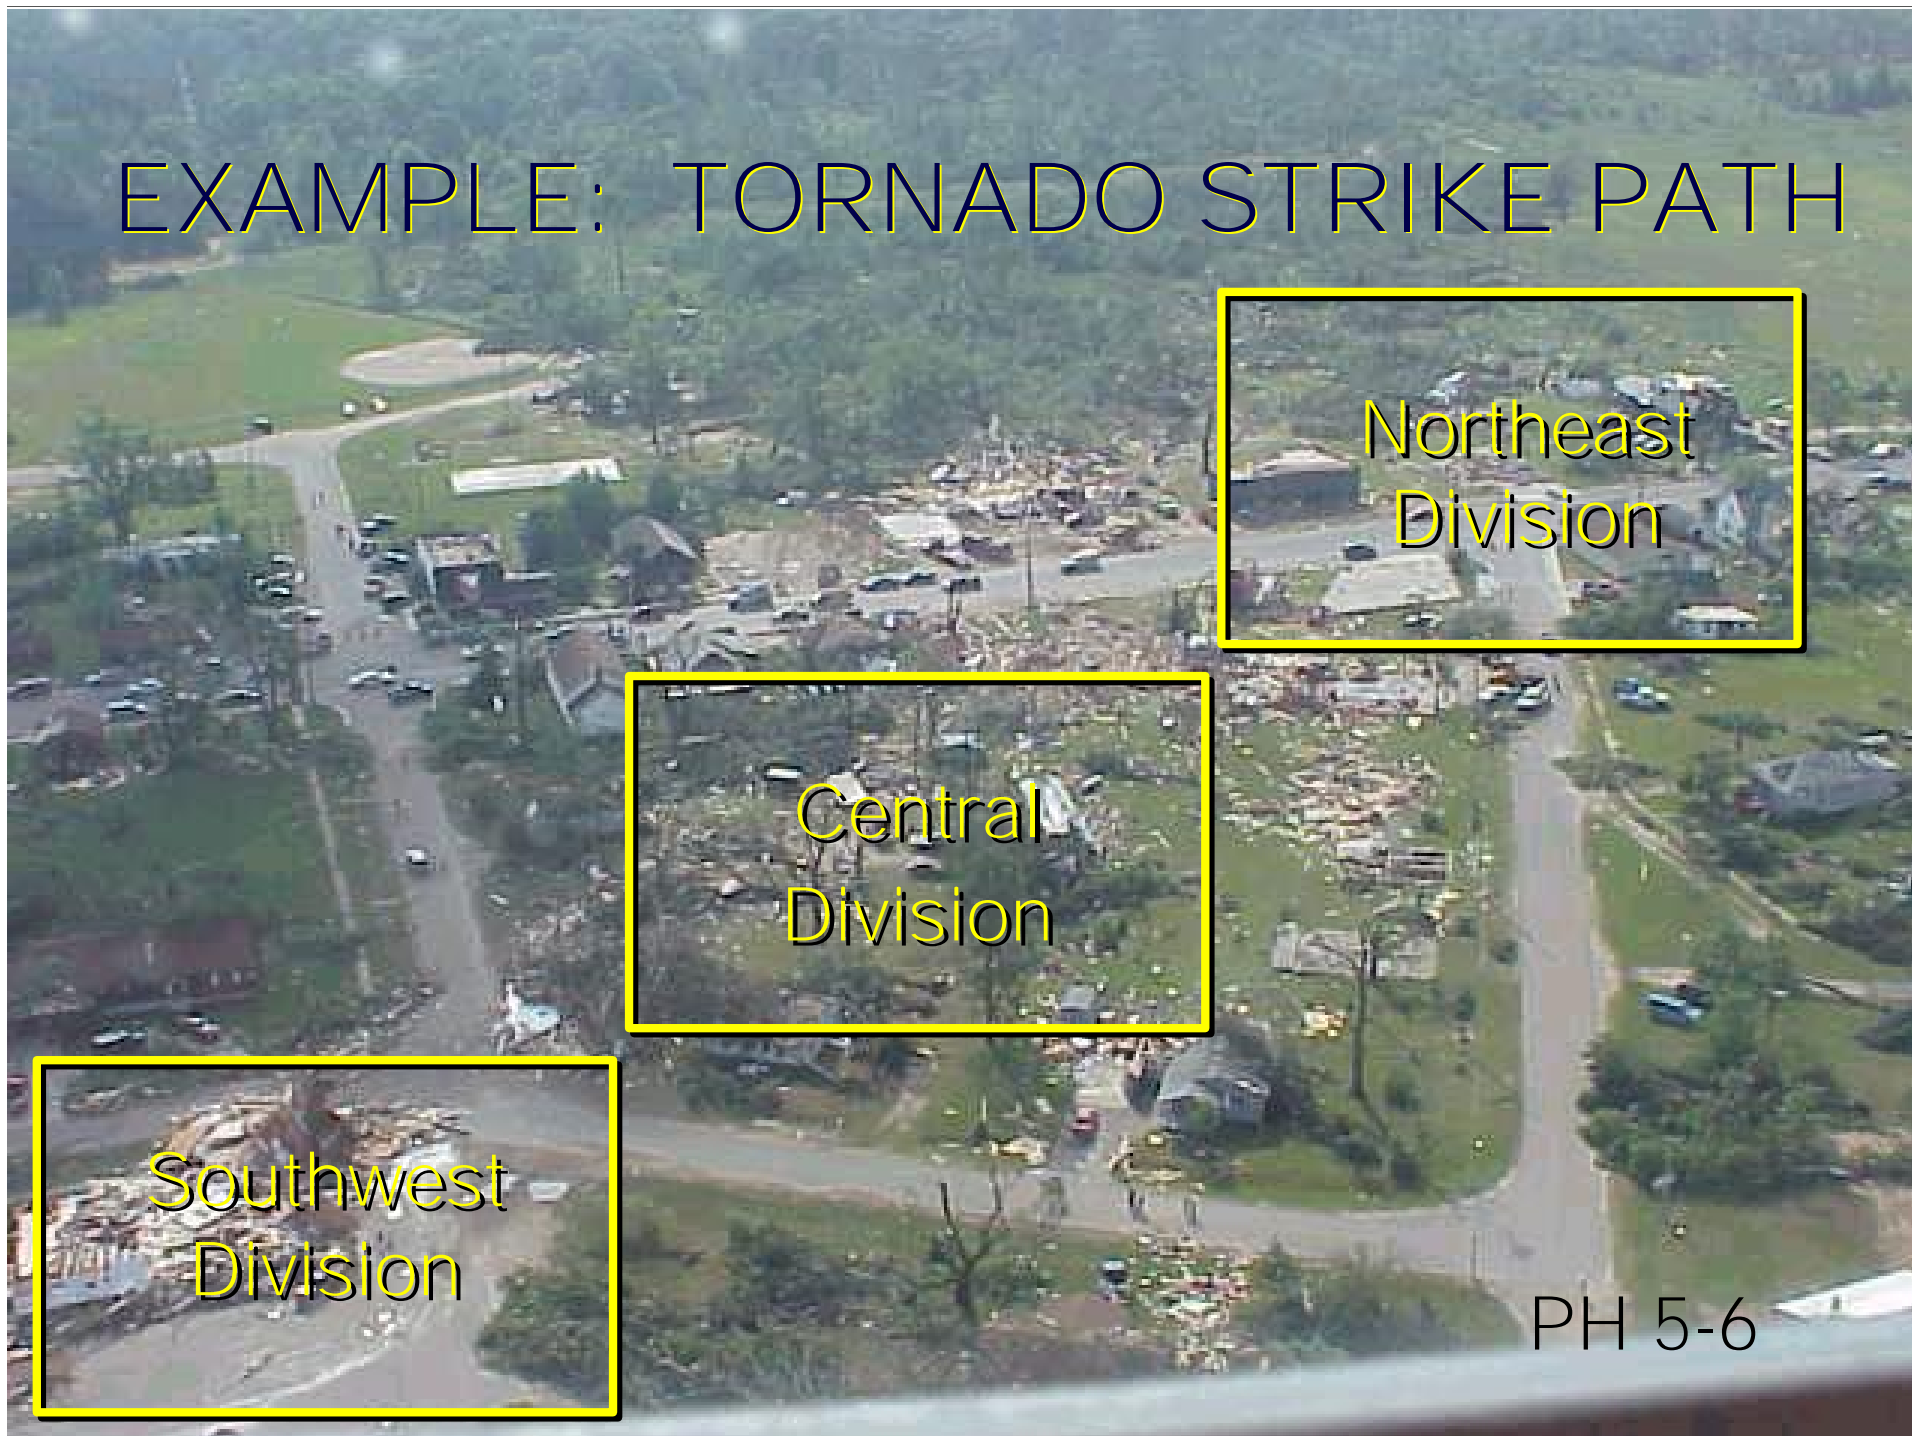 EXAMPLE: TORNADO STRIKE PATH
Northeast
Division
Central
Division
Southwest
Division
PH 5-6